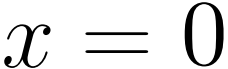 x = 0